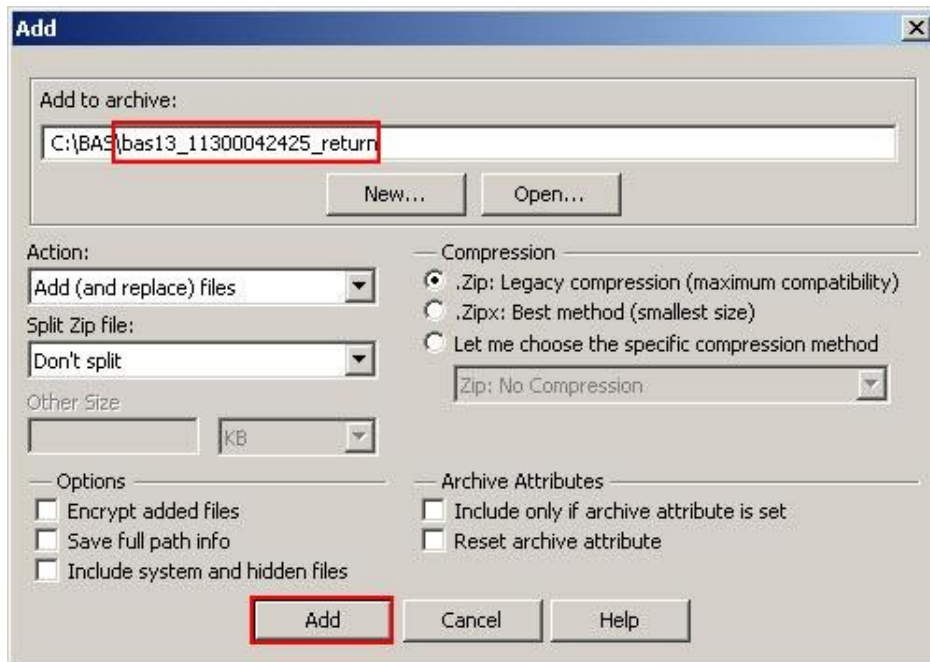 Add
Add to archive:
C:\BAS\bas13_11300042425_return
New... Open...
Action:
Add (and replace) files
Split Zip file:
Don't split
Other Size
KB
Compression
.Zip: Legacy compression (maximum compatibility)
.Zipx: Best method (smallest size)
Let me choose the specific compression method
Zip: No Compression
Options
Encrypt added files
Save full path info
Include system and hidden files
Archive Attributes
Include only if archive attribute is set
Reset archive attribute
Add Cancel Help